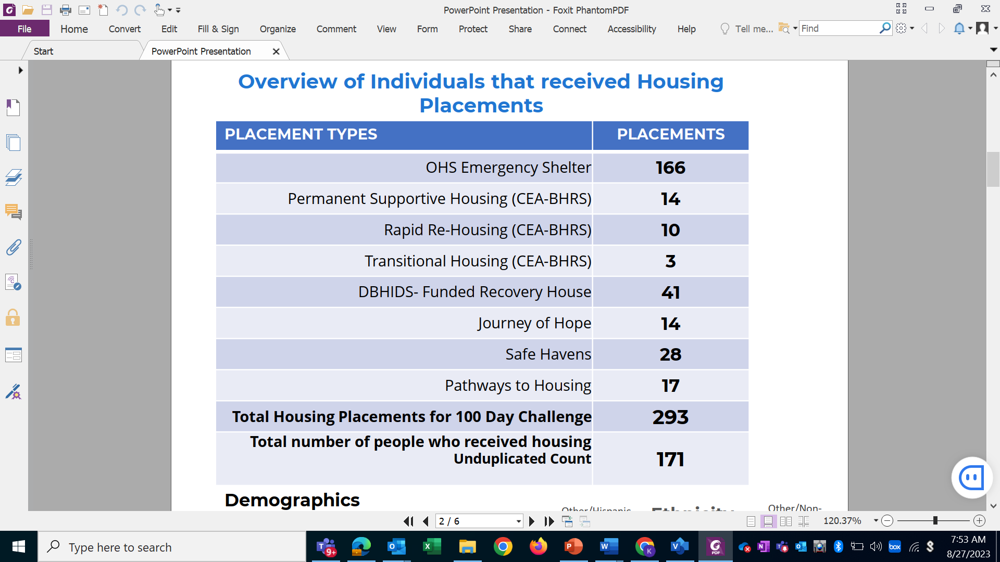 PowerPoint Presentation - Foxit PhantomPDF
File Home Convert Edit Fill & Sign Organize Comment View Form Protect Share Connect Accessibility Help Tell me... Find
Start PowerPoint Presentation
Overview of Individuals that received Housing
Placements
PLACEMENT TYPES PLACEMENTS
OHS Emergency Shelter 166
Permanent Supportive Housing (CEA-BHRS) 14
Rapid Re-Housing (CEA-BHRS) 10
Transitional Housing (CEA-BHRS) 3
DBHIDS- Funded Recovery House 41
Journey of Hope 14
Safe Havens 28
Pathways to Housing 17
Total Housing Placements for 100 Day Challenge 293
Total number of people who received housing
Unduplicated Count 171
Demographics
Other/Hispanic Ethnicity Other/Non-
2 / 6 120.37%
Type here to search
9+
PDF
box
7:53 AM
8/27/2023